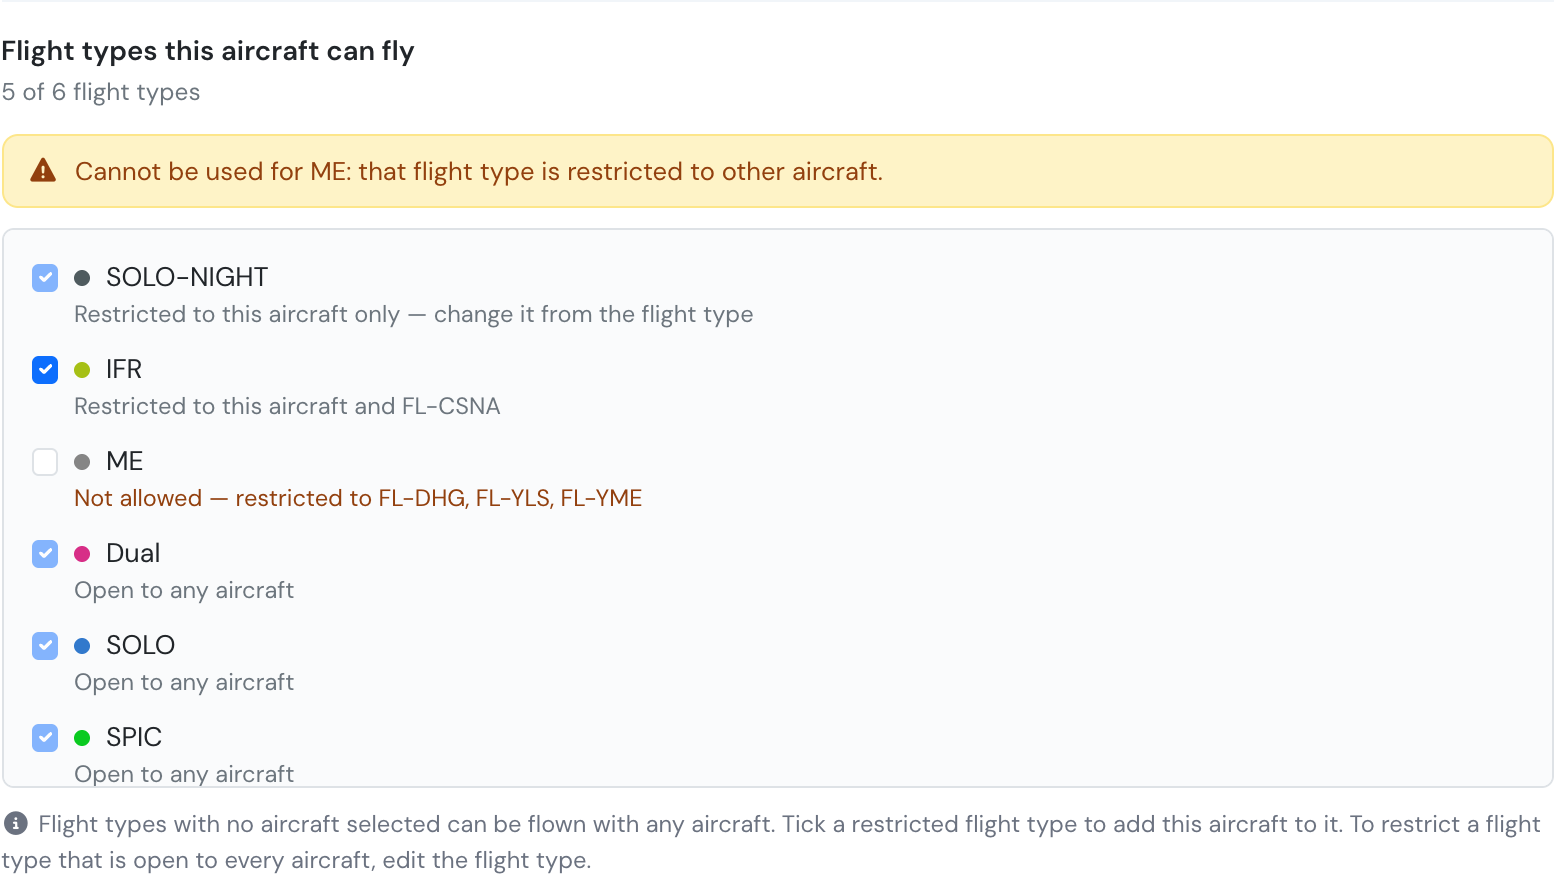 Flight types this aircraft can fly
5 of 6 flight types
Cannot be used for ME: that flight type is restricted to other aircraft.
SOLO-NIGHT
Restricted to this aircraft only — change it from the flight type
IFR
Restricted to this aircraft and FL-CSNA
ME
Not allowed — restricted to FL-DHG, FL-YLS, FL-YME
Dual
Open to any aircraft
SOLO
Open to any aircraft
SPIC
Open to any aircraft
Flight types with no aircraft selected can be flown with any aircraft. Tick a restricted flight type to add this aircraft to it. To restrict a flight
type that is open to every aircraft, edit the flight type.